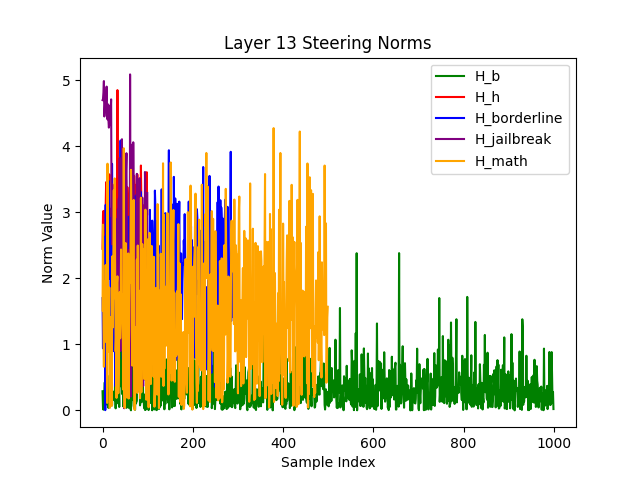 Layer 13 Steering Norms
H_b
H_h
H_borderline
H_jailbreak
H_math
Norm Value
5
4
3
2
1
0
0 200 400 600 800 1000
Sample Index